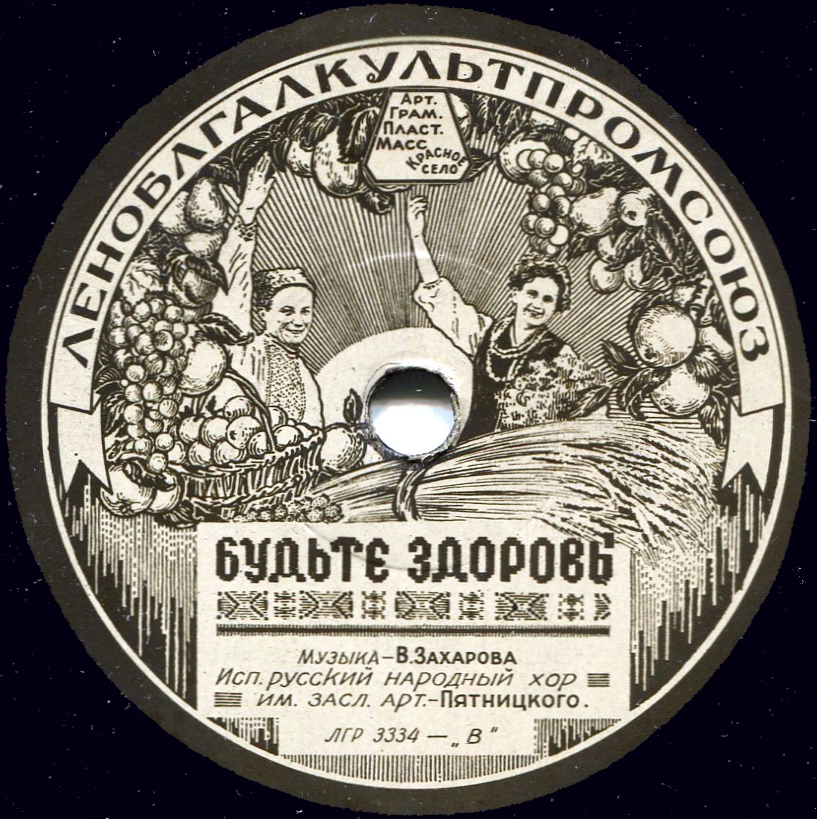 ЛЕНОБЛГАЛКУЛЬТПРОМСОЮЗ
Арт.
Грам.
Пласт.
Масс
Красное
село
БУДЬТЕ ЗДОРОВЫ
Музыка – В. Захарова
Исп. русский народный хор
им. засл. арт. – Пятницкого.
ЛГР 3334 — „В"